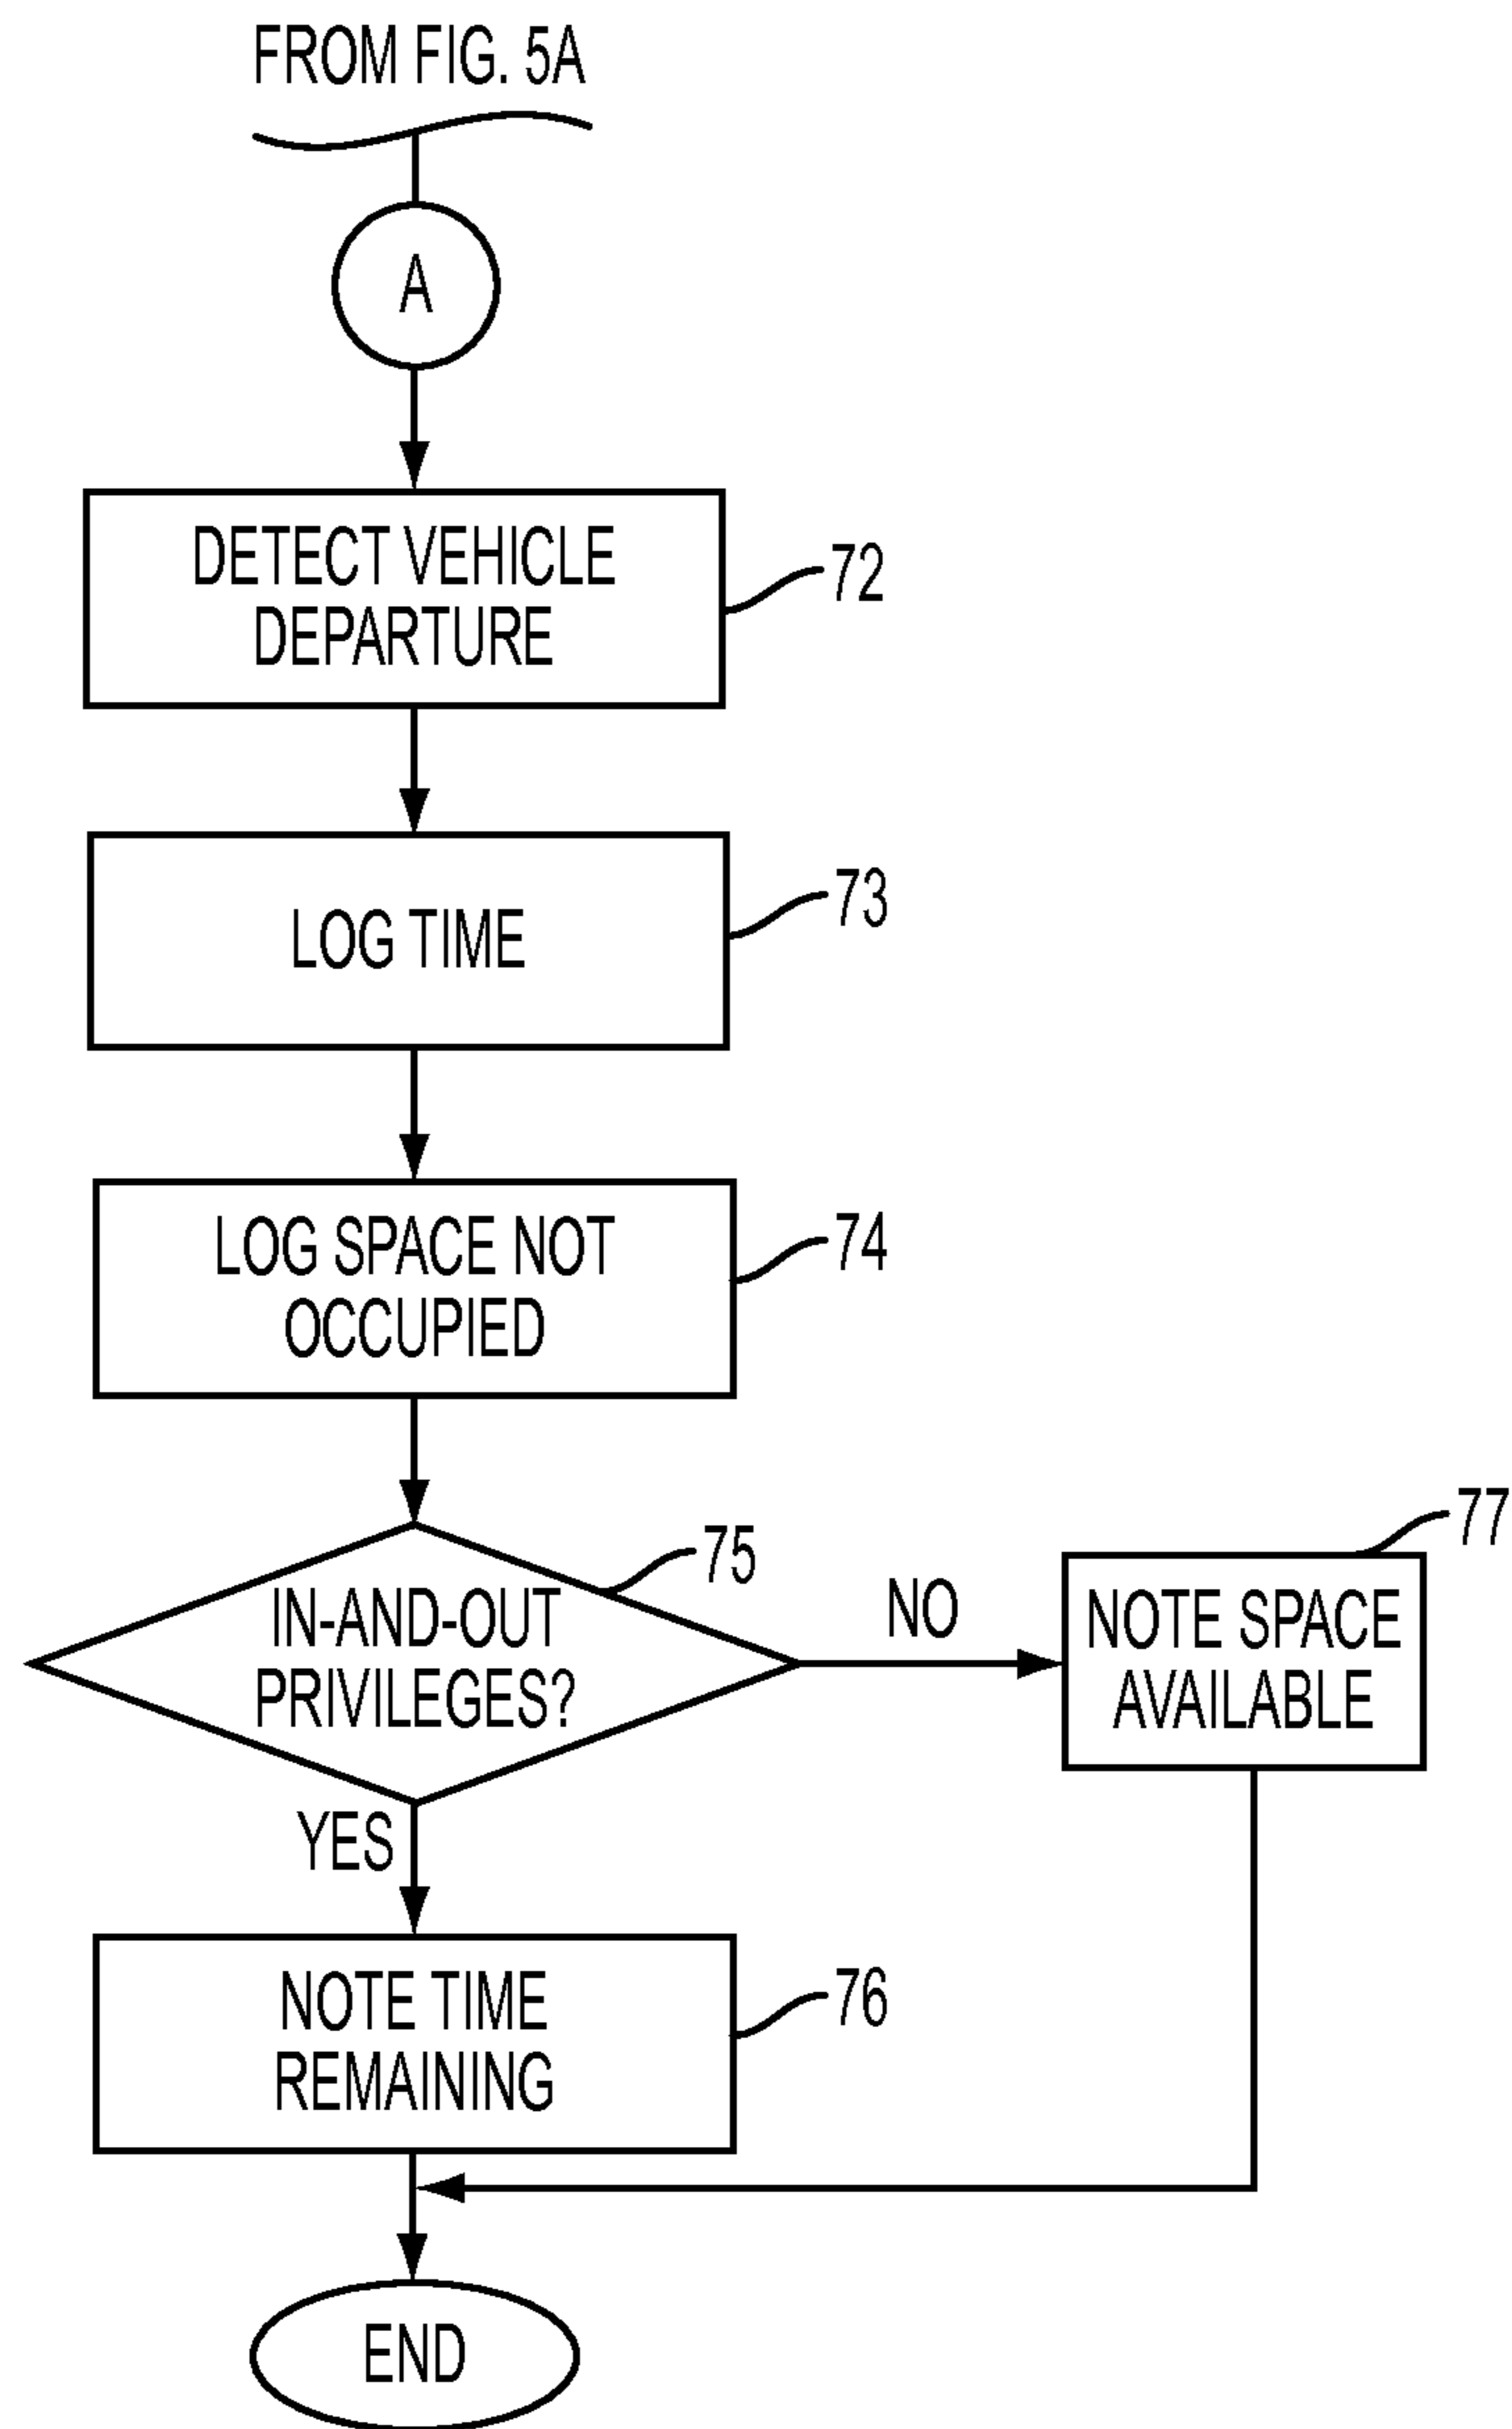 FROM FIG. 5A
A
DETECT VEHICLE
DEPARTURE
72
LOG TIME
73
LOG SPACE NOT
OCCUPIED
74
IN-AND-OUT
PRIVILEGES?
75
NO
NOTE SPACE
AVAILABLE
77
YES
NOTE TIME
REMAINING
76
END